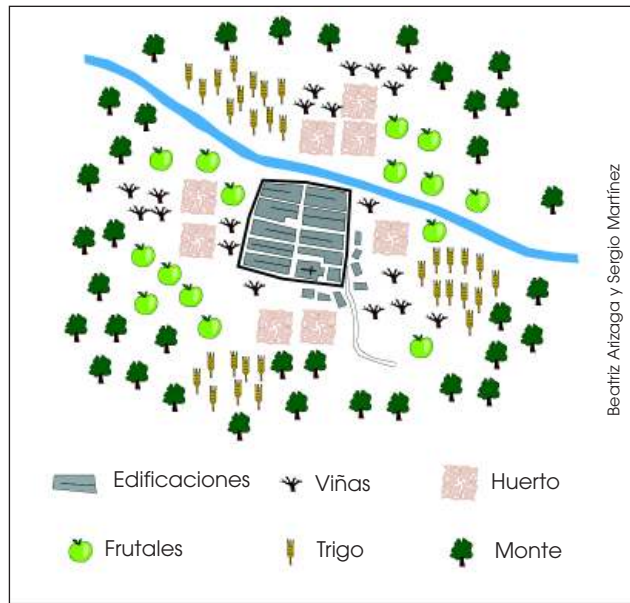 Beatriz Arizaga y Sergio Martínez
Edificaciones
Viñas
Huerto
Frutales
Trigo
Monte